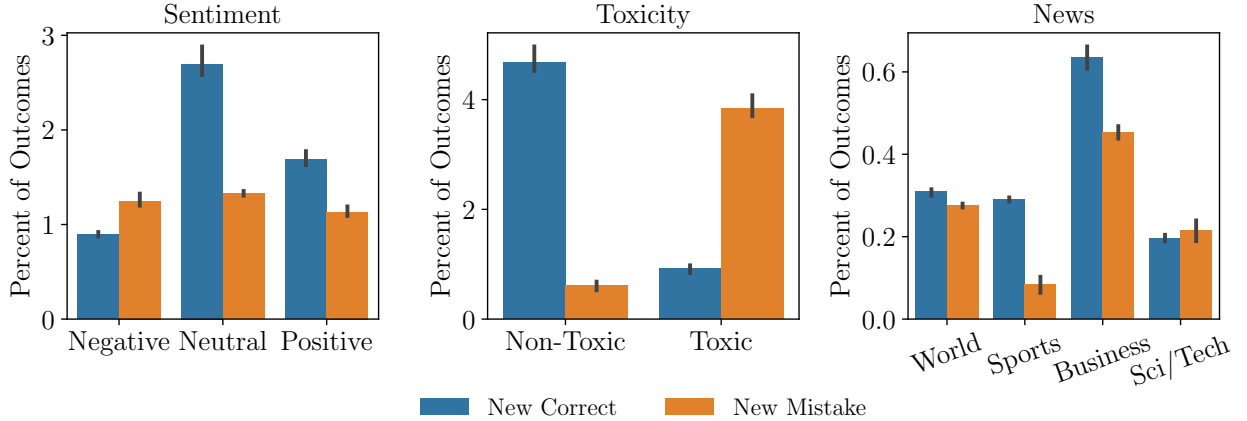 Sentiment
Percent of Outcomes
3
2
1
0
Negative Neutral Positive
Toxicity
Percent of Outcomes
4
2
0
Non-Toxic Toxic
News
Percent of Outcomes
0.6
0.4
0.2
0.0
World Sports Business Sci/Tech
New Correct New Mistake